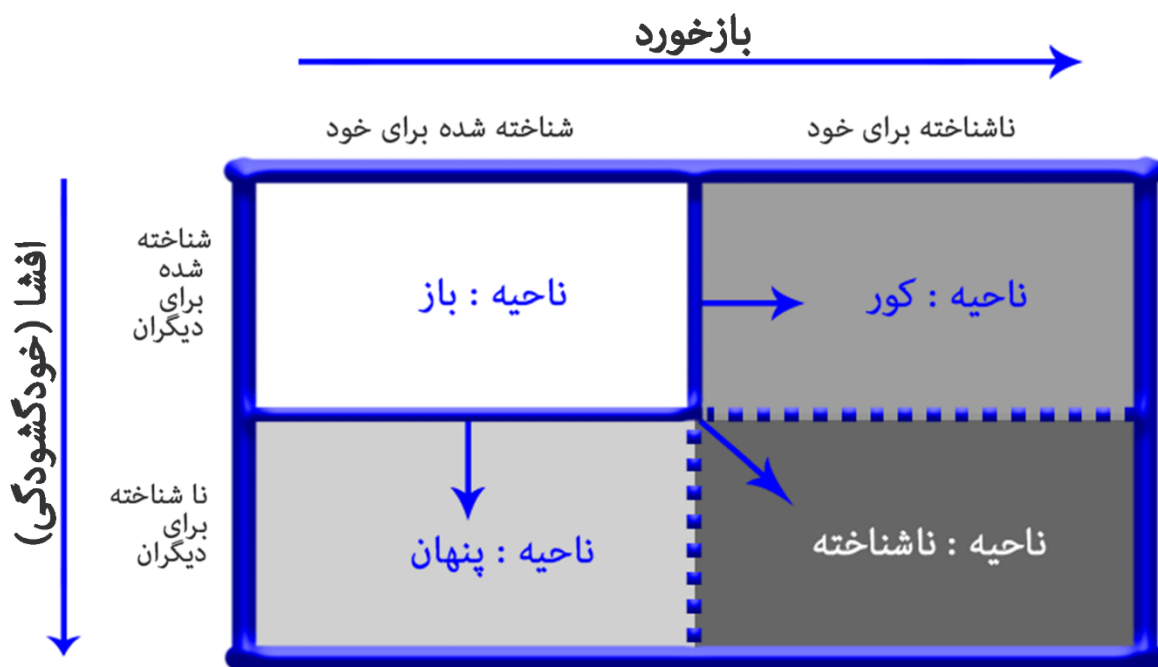 بازخورد
شناخته شده برای خود
ناشناخته برای خود
افشا (خودگشودگی)
شناخته
شده
برای
دیگران
ناحیه : باز
ناحیه : کور
نا شناخته
برای
دیگران
ناحیه : پنهان
ناحیه : ناشناخته